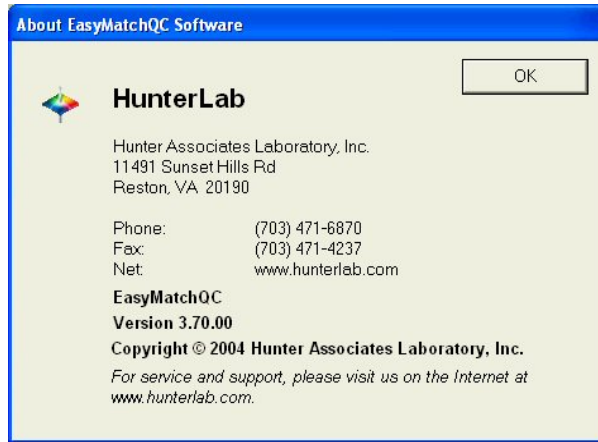 About EasyMatchQC Software
OK
HunterLab
Hunter Associates Laboratory, Inc.
11491 Sunset Hills Rd
Reston, VA 20190
Phone: (703) 471-6870
Fax: (703) 471-4237
Net: www.hunterlab.com
EasyMatchQC
Version 3.70.00
Copyright © 2004 Hunter Associates Laboratory, Inc.
For service and support, please visit us on the Internet at
www.hunterlab.com.